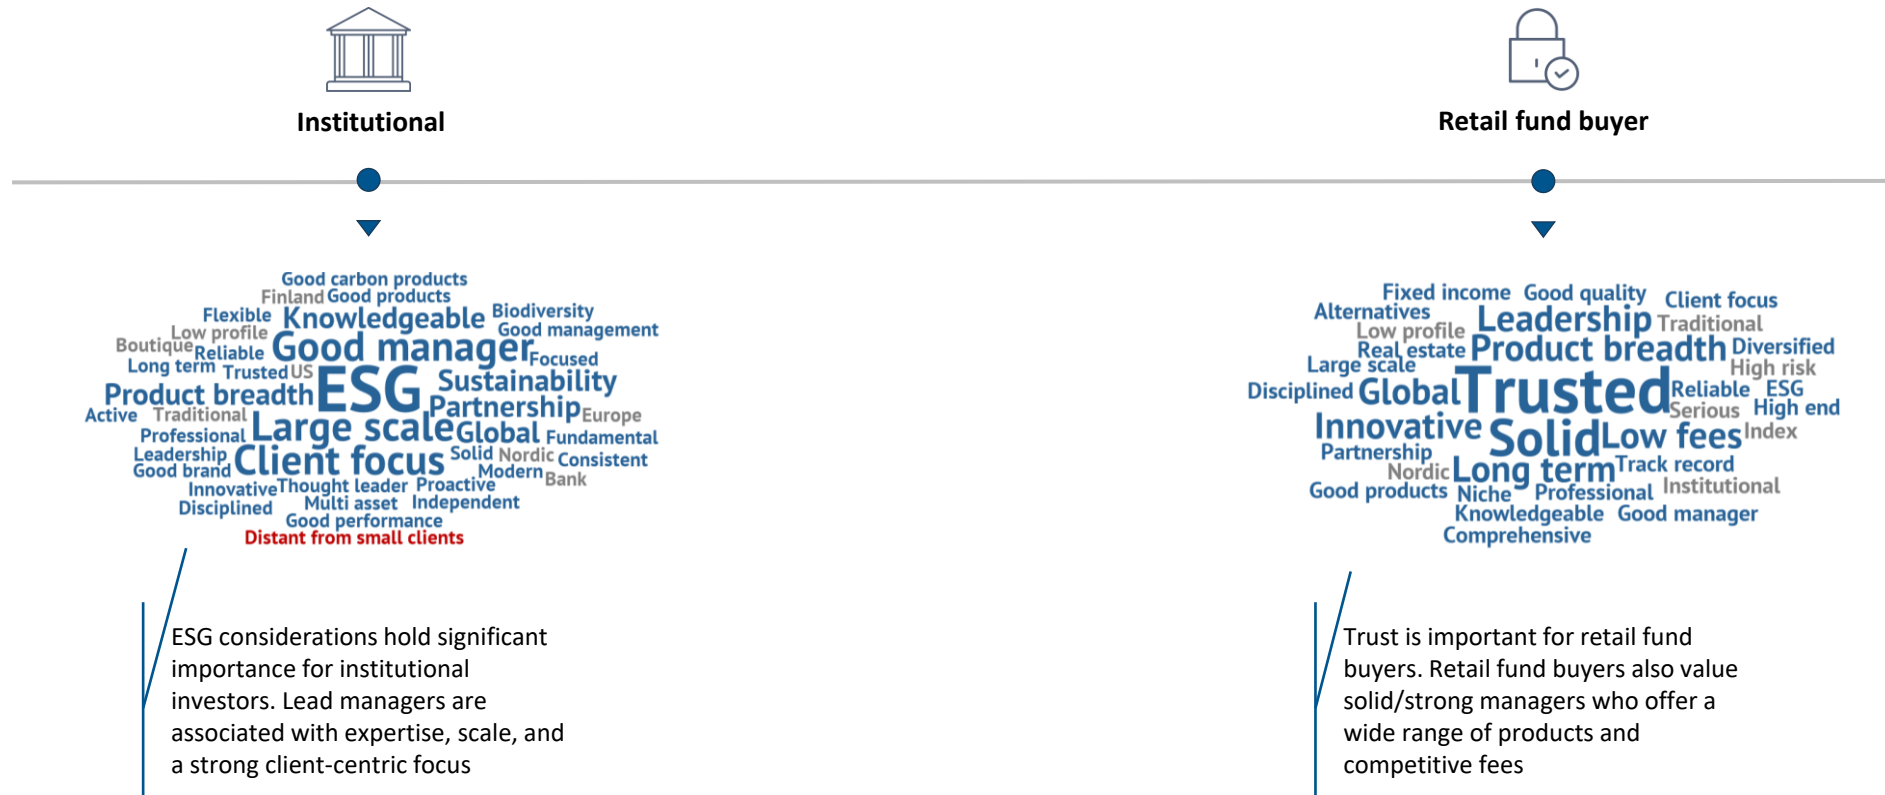 Institutional
Good carbon products
Finland Good products
Flexible Knowledgeable Biodiversity
Low profile Good management
Boutique Reliable Good manager Focused
Long term Trusted US ESG Sustainability
Product breadth Partnership Europe
Active Traditional
Professional Large scale Global Fundamental
Leadership Client focus Solid Nordic Consistent
Good brand Modern Bank
Innovative Thought leader Proactive
Disciplined Multi asset Independent
Good performance
Distant from small clients
ESG considerations hold significant
importance for institutional
investors. Lead managers are
associated with expertise, scale, and
a strong client-centric focus
Retail fund buyer
Fixed income Good quality Client focus
Alternatives Leadership Traditional
Low profile
Real estate Product breadth Diversified
Large scale High risk
Disciplined Global Trusted Reliable ESG
Serious High end
Innovative Solid Low fees Index
Partnership
Nordic Long term Track record
Good products Niche Professional Institutional
Knowledgeable Good manager
Comprehensive
Trust is important for retail fund
buyers. Retail fund buyers also value
solid/strong managers who offer a
wide range of products and
competitive fees